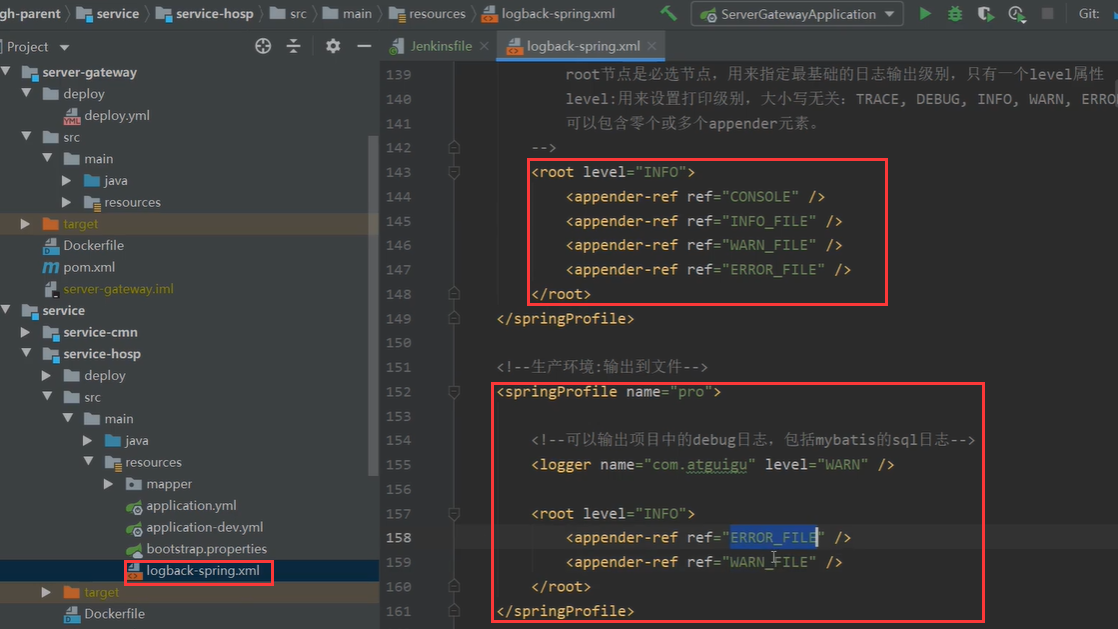 gh-parent service service-hosp src main resources logback-spring.xml ServerGatewayApplication Git:
Project Jenkinsfile logback-spring.xml
server-gateway
deploy
deploy.yml
src
main
java
resources
target
Dockerfile
pom.xml
server-gateway.iml
service
service-cmn
service-hosp
deploy
src
main
java
resources
mapper
application.yml
application-dev.yml
bootstrap.properties
logback-spring.xml
target
Dockerfile
139 root节点是必选节点，用来指定最基础的日志输出级别，只有一个level属性
140 level:用来设置打印级别，大小写无关：TRACE, DEBUG, INFO, WARN, ERRO
141 可以包含零个或多个appender元素。
142 -->
143 <root level="INFO">
144 <appender-ref ref="CONSOLE" />
145 <appender-ref ref="INFO_FILE" />
146 <appender-ref ref="WARN_FILE" />
147 <appender-ref ref="ERROR_FILE" />
148 </root>
149 </springProfile>
150
151 <!--生产环境:输出到文件-->
152 <springProfile name="pro">
153
154 <!--可以输出项目中的debug日志，包括mybatis的sql日志-->
155 <logger name="com.atguigu" level="WARN" />
156
157 <root level="INFO">
158 <appender-ref ref="ERROR_FILE" />
159 <appender-ref ref="WARN_FILE" />
160 </root>
161 </springProfile>